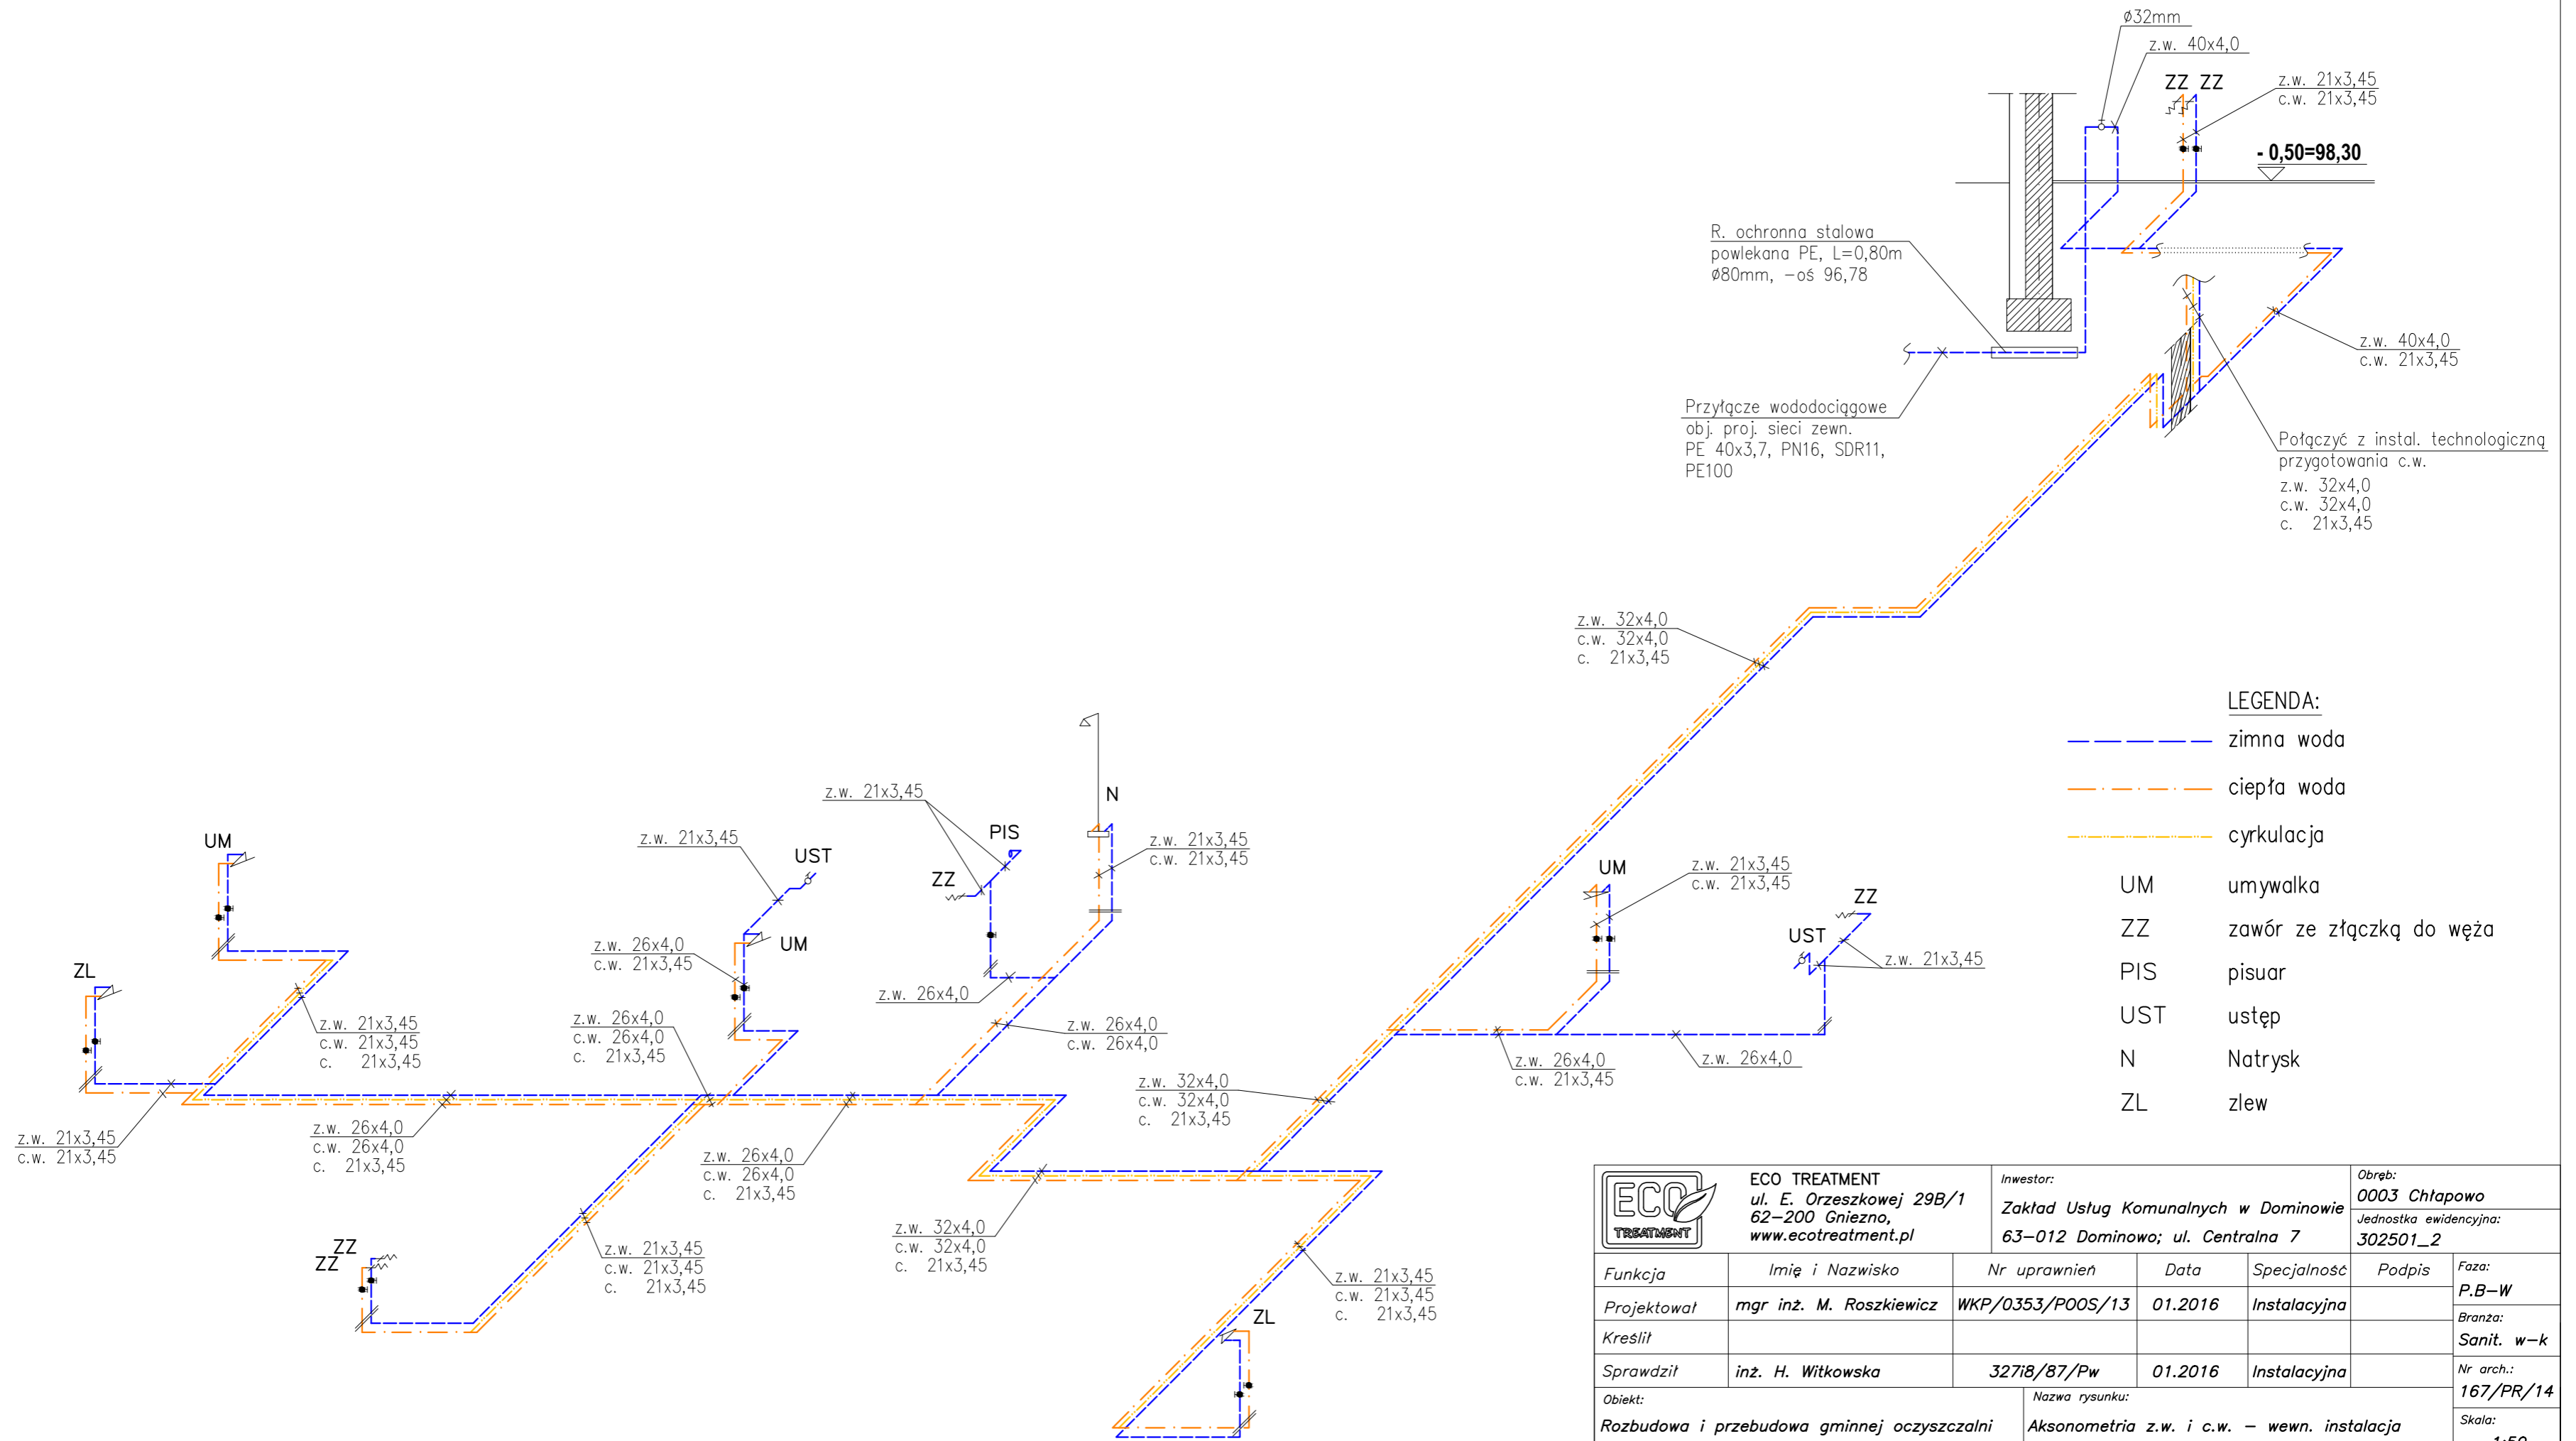 ø32mm
z.w. 40x4,0
ZZ ZZ
z.w. 21x3,45
c.w. 21x3,45
- 0,50=98,30
R. ochronna stalowa
powlekana PE, L=0,80m
ø80mm, -oś 96,78
z.w. 40x4,0
c.w. 21x3,45
Przyłącze wododociągowe
obj. proj. sieci zewn.
PE 40x3,7, PN16, SDR11,
PE100
Połączyć z instal. technologiczną
przygotowania c.w.
z.w. 32x4,0
c.w. 32x4,0
c. 21x3,45
z.w. 32x4,0
c.w. 32x4,0
c. 21x3,45
LEGENDA:
zimna woda
ciepła woda
cyrkulacja
UM umywalka
ZZ zawór ze złączką do węża
PIS pisuar
UST ustęp
N Natrysk
ZL zlew
z.w. 21x3,45
N
UM
z.w. 21x3,45
UST
PIS
z.w. 21x3,45
c.w. 21x3,45
ZZ
UM
z.w. 21x3,45
c.w. 21x3,45
ZZ
z.w. 26x4,0
c.w. 21x3,45
UM
UST
z.w. 21x3,45
ZL
z.w. 26x4,0
z.w. 21x3,45
c.w. 21x3,45
c. 21x3,45
z.w. 26x4,0
c.w. 26x4,0
c. 21x3,45
z.w. 26x4,0
c.w. 26x4,0
z.w. 26x4,0
c.w. 21x3,45
z.w. 26x4,0
z.w. 32x4,0
c.w. 32x4,0
c. 21x3,45
z.w. 21x3,45
c.w. 21x3,45
z.w. 26x4,0
c.w. 26x4,0
c. 21x3,45
z.w. 26x4,0
c.w. 26x4,0
c. 21x3,45
z.w. 32x4,0
c.w. 32x4,0
c. 21x3,45
ZZ
ZZ
z.w. 21x3,45
c.w. 21x3,45
c. 21x3,45
z.w. 21x3,45
c.w. 21x3,45
c. 21x3,45
ZL
ECO
TREATMENT
ECO TREATMENT
ul. E. Orzeszkowej 29B/1
62-200 Gniezno,
www.ecotreatment.pl
Inwestor:
Zakład Usług Komunalnych w Dominowie
63-012 Dominowo; ul. Centralna 7
Obręb:
0003 Chłapowo
Jednostka ewidencyjna:
302501_2
Funkcja Imię i Nazwisko Nr uprawnień Data Specjalność Podpis
Faza:
P.B-W
Projektował mgr inż. M. Roszkiewicz WKP/0353/POOS/13 01.2016 Instalacyjna
Kreślił
Branża:
Sanit. w-k
Sprawdził inż. H. Witkowska 327i8/87/Pw 01.2016 Instalacyjna
Nr arch.:
167/PR/14
Obiekt:
Rozbudowa i przebudowa gminnej oczyszczalni
Nazwa rysunku:
Aksonometria z.w. i c.w. - wewn. instalacja
Skala:
1:50